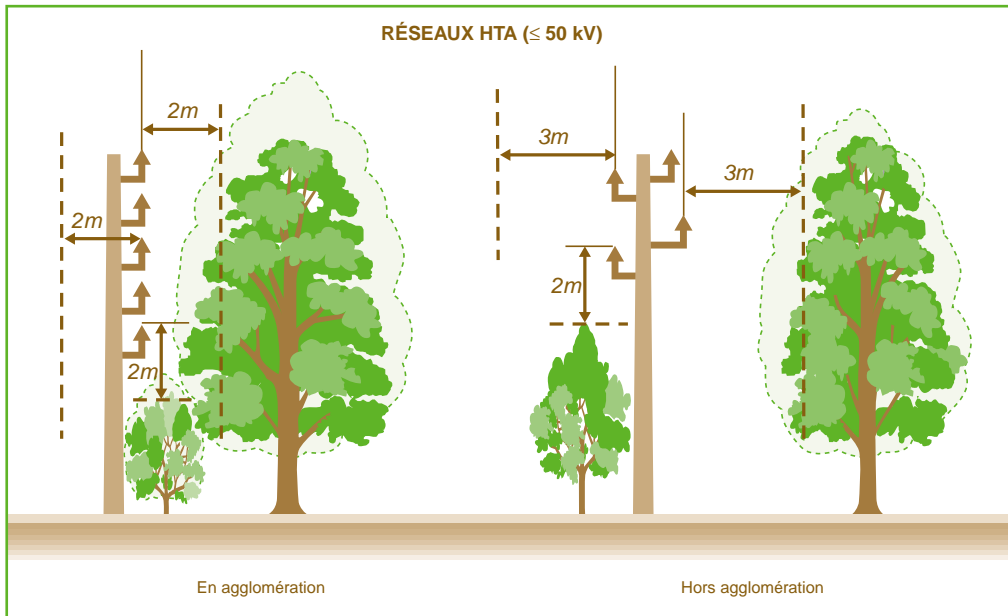 RÉSEAUX HTA (≤ 50 kV)
2m
2m
2m
3m
3m
2m
En agglomération
Hors agglomération